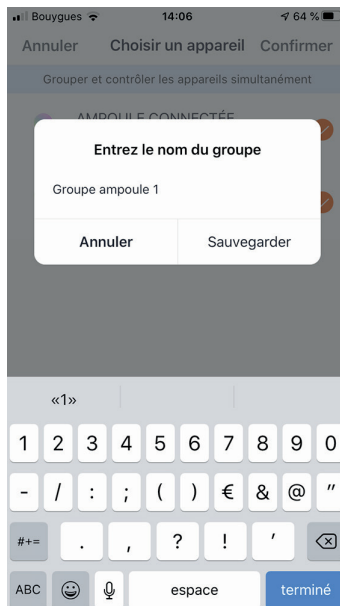 Bouygues 14:06 64 %
Annuler Choisir un appareil Confirmer
Grouper et contrôler les appareils simultanément
AMPOULE CONNECTÉE
Entrez le nom du groupe
Groupe ampoule 1
Annuler Sauvegarder
«1»
1 2 3 4 5 6 7 8 9 0
- / : ; ( ) € & @ "
#+= . , ? ! ’
ABC espace terminé